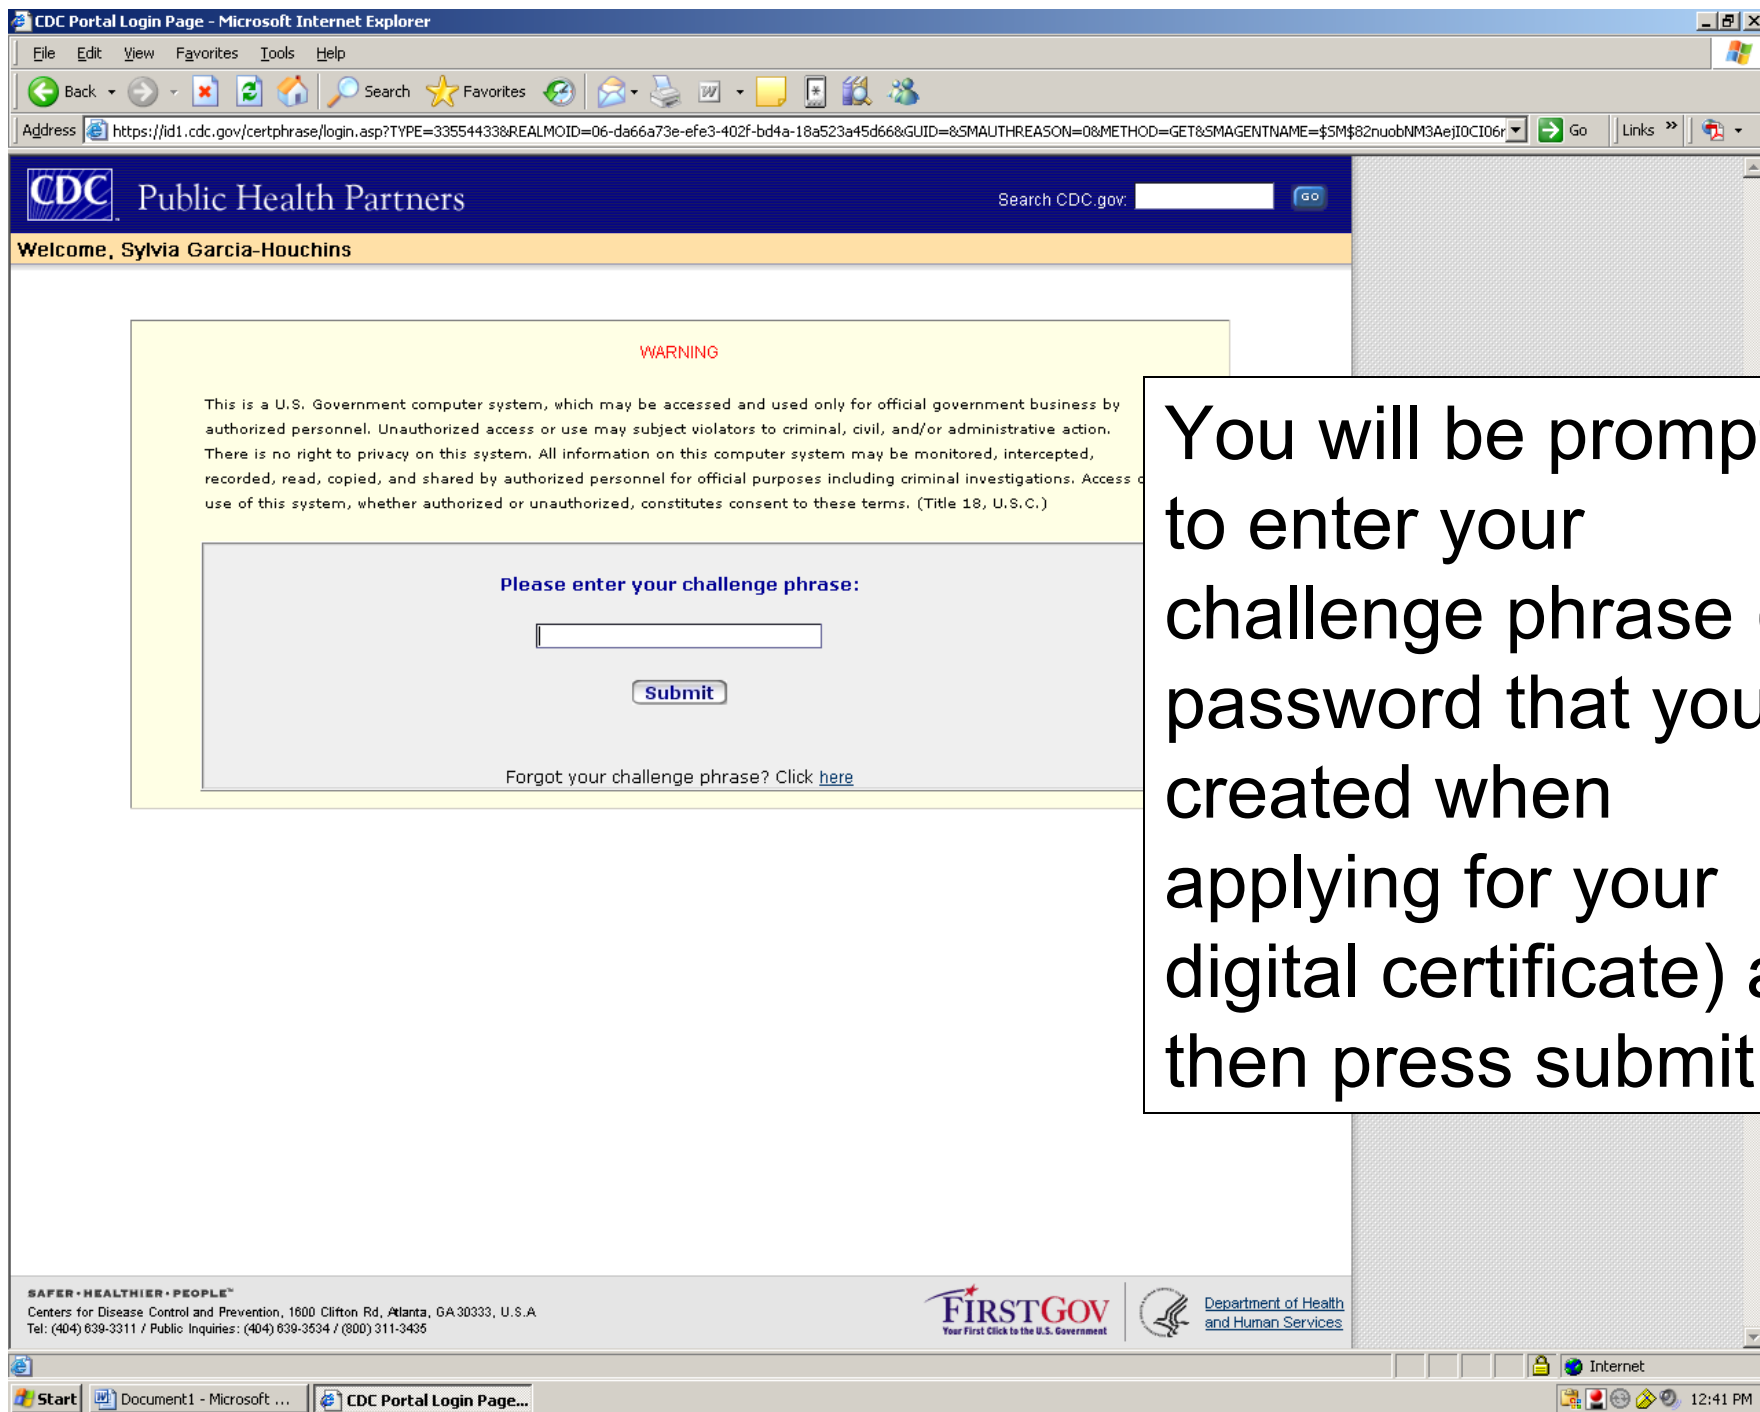 CDC Portal Login Page - Microsoft Internet Explorer
File Edit View Favorites Tools Help
Back Search Favorites
Address https://id1.cdc.gov/certphrase/login.asp?TYPE=33554433&REALMOID=06-da66a73e-efe3-402f-bd4a-18a523a45d66&GUID=&SMAUTHREASON=0&METHOD=GET&SMAGENTNAME=$SM$82nuobNM3AejI0CI06r Go Links »
CDC Public Health Partners Search CDC.gov: GO
Welcome, Sylvia Garcia-Houchins
WARNING
This is a U.S. Government computer system, which may be accessed and used only for official government business by
authorized personnel. Unauthorized access or use may subject violators to criminal, civil, and/or administrative action.
There is no right to privacy on this system. All information on this computer system may be monitored, intercepted,
recorded, read, copied, and shared by authorized personnel for official purposes including criminal investigations. Access
use of this system, whether authorized or unauthorized, constitutes consent to these terms. (Title 18, U.S.C.)
Please enter your challenge phrase:
Submit
Forgot your challenge phrase? Click here
You will be promp
to enter your
challenge phrase
password that you
created when
applying for your
digital certificate) a
then press submit
SAFER·HEALTHIER·PEOPLE™
Centers for Disease Control and Prevention, 1600 Clifton Rd, Atlanta, GA 30333, U.S.A
Tel: (404) 639-3311 / Public Inquiries: (404) 639-3534 / (800) 311-3435
FIRSTGOV
Your First Click to the U.S. Government
Department of Health
and Human Services
Internet
Start Document1 - Microsoft ... CDC Portal Login Page... 12:41 PM